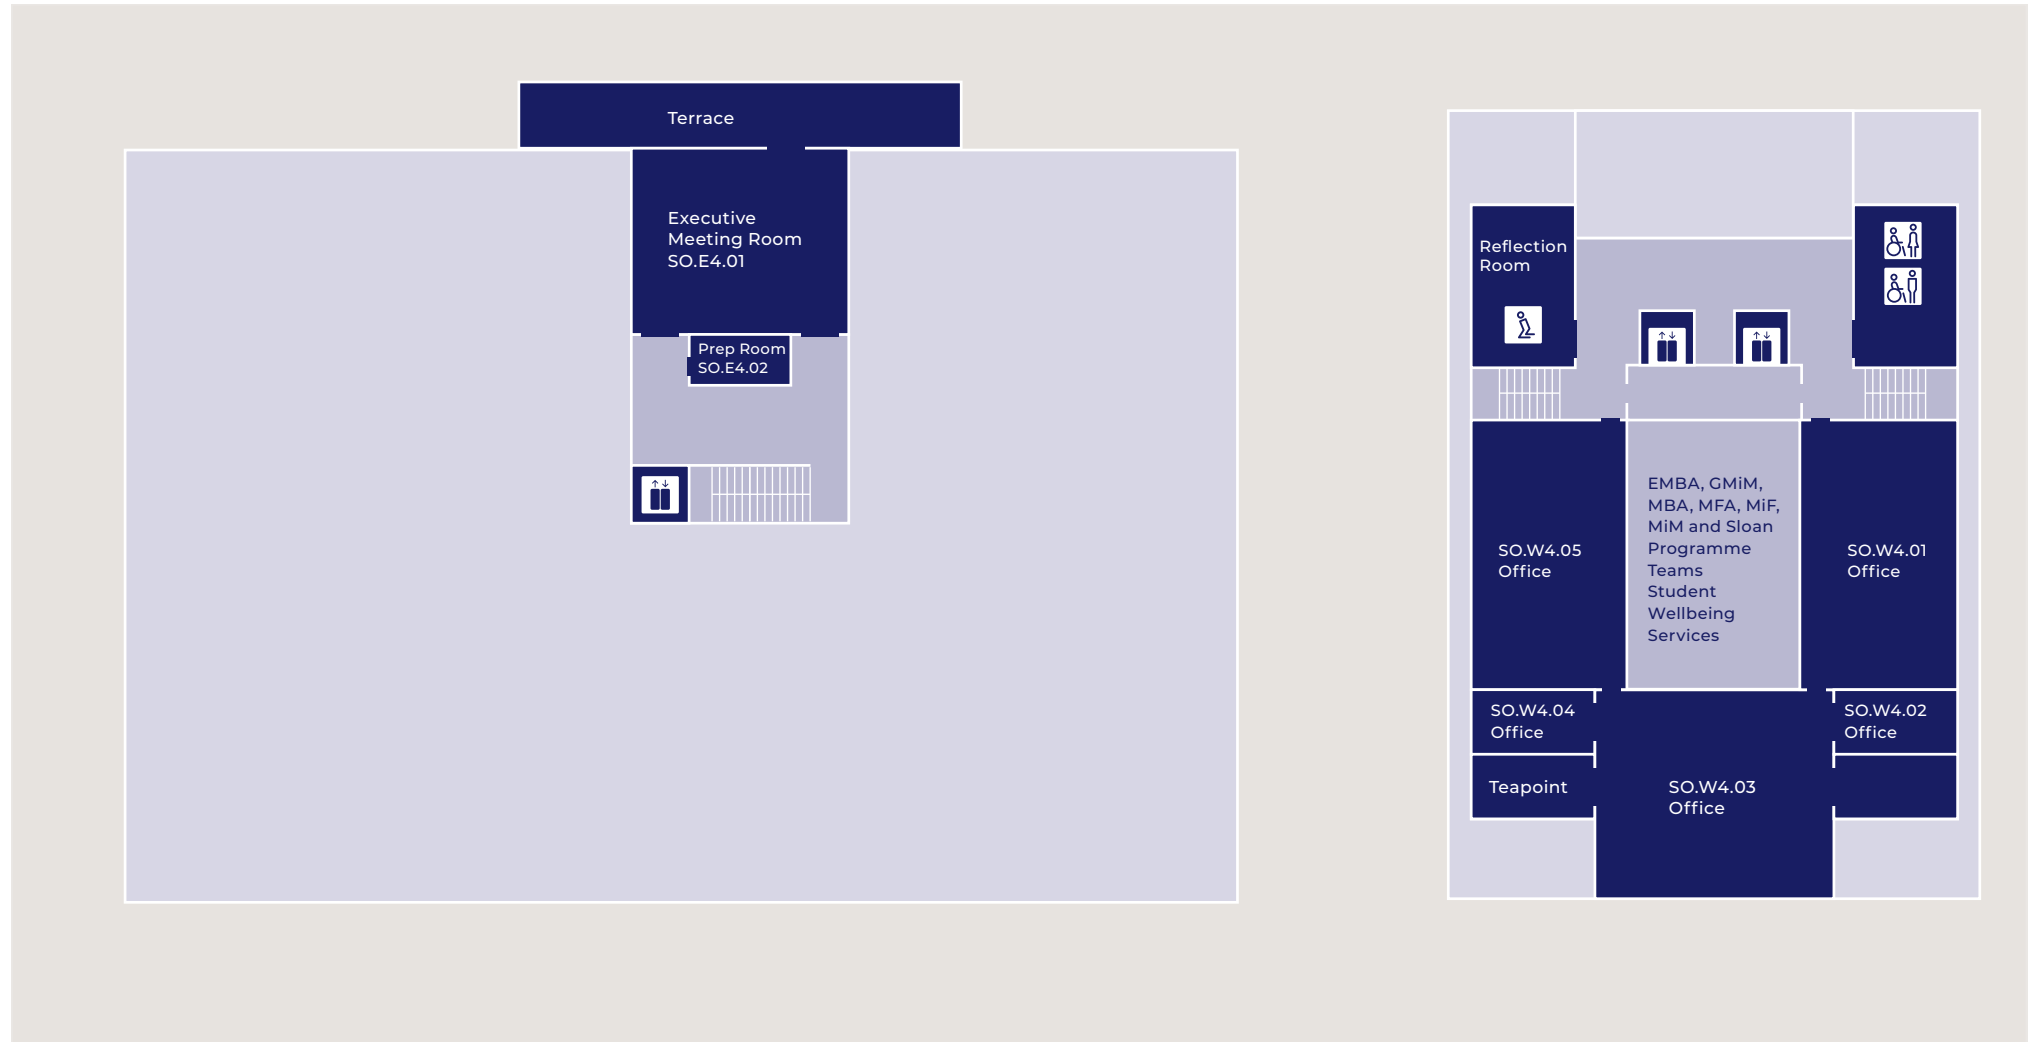 Terrace
Executive
Meeting Room
SO.E4.01
Prep Room
SO.E4.02
Reflection
Room
EMBA, GMiM,
MBA, MFA, MiF,
MiM and Sloan
Programme
Teams
Student
Wellbeing
Services
SO.W4.05
Office
SO.W4.01
Office
SO.W4.04
Office
SO.W4.02
Office
Teapoint
SO.W4.03
Office